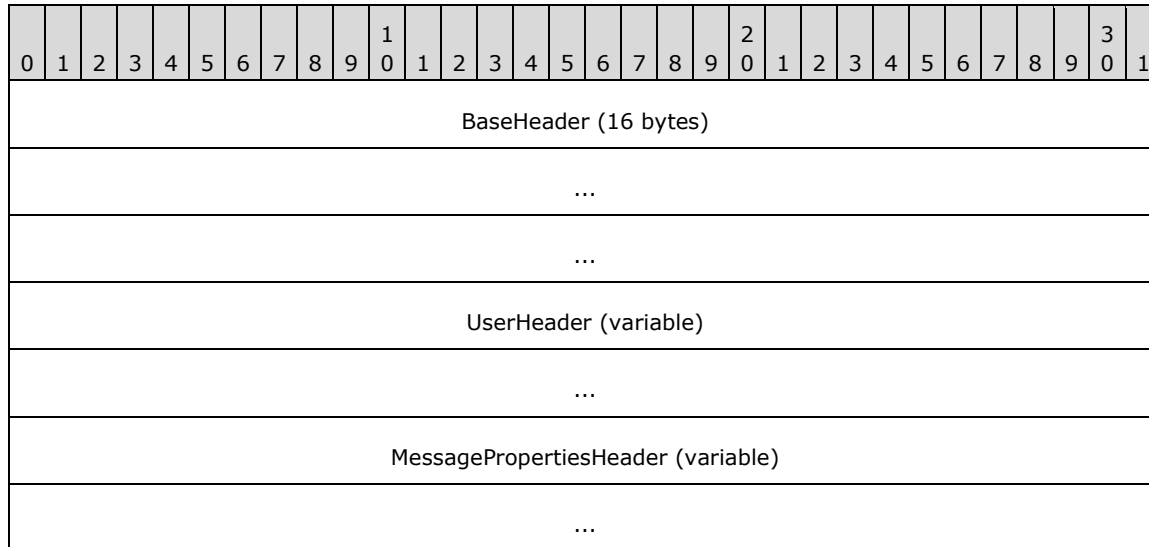 1 2 3
0 1 2 3 4 5 6 7 8 9 0 1 2 3 4 5 6 7 8 9 0 1 2 3 4 5 6 7 8 9 0 1
BaseHeader (16 bytes)
...
...
UserHeader (variable)
...
MessagePropertiesHeader (variable)
...